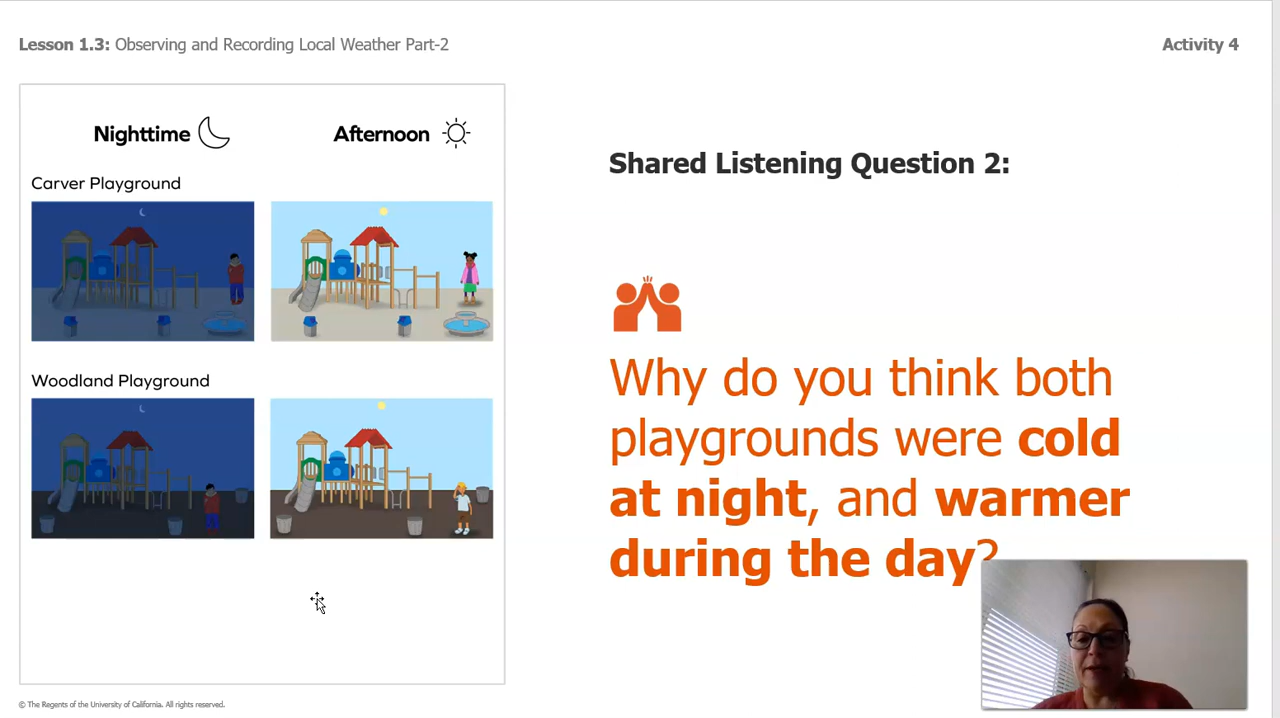 Lesson 1.3: Observing and Recording Local Weather Part-2
Activity 4
Nighttime
Afternoon
Carver Playground
Woodland Playground
Shared Listening Question 2:
Why do you think both
playgrounds were cold
at night, and warmer
during the day?
© The Regents of the University of California. All rights reserved.